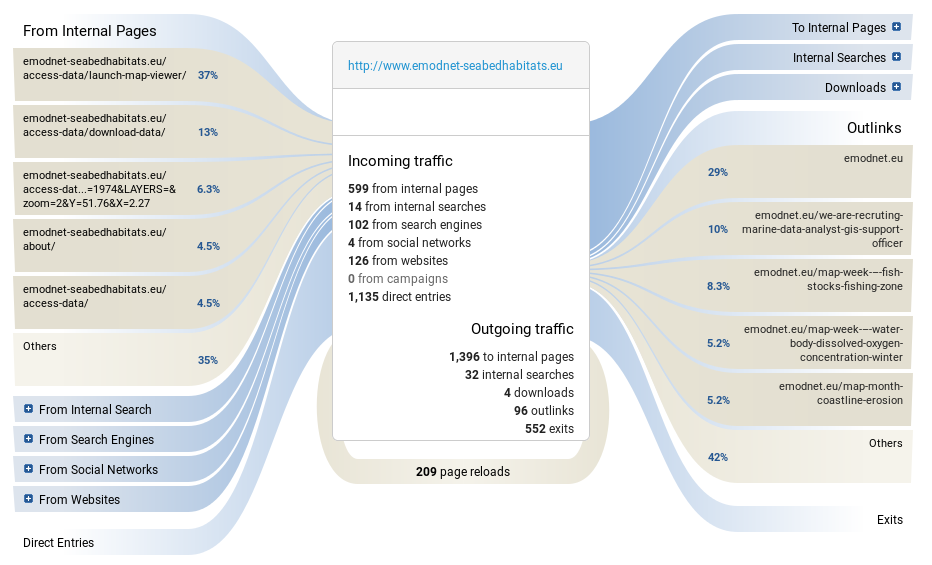 From Internal Pages
emodnet-seabedhabitats.eu/
access-data/launch-map-viewer/ 37%
emodnet-seabedhabitats.eu/
access-data/download-data/ 13%
emodnet-seabedhabitats.eu/
access-dat...=1974&LAYERS=& 6.3%
zoom=2&Y=51.76&X=2.27
emodnet-seabedhabitats.eu/
about/ 4.5%
emodnet-seabedhabitats.eu/
access-data/ 4.5%
Others
35%
From Internal Search
From Search Engines
From Social Networks
From Websites
Direct Entries
http://www.emodnet-seabedhabitats.eu
Incoming traffic
599 from internal pages
14 from internal searches
102 from search engines
4 from social networks
126 from websites
0 from campaigns
1,135 direct entries
Outgoing traffic
1,396 to internal pages
32 internal searches
4 downloads
96 outlinks
552 exits
209 page reloads
To Internal Pages
Internal Searches
Downloads
Outlinks
emodnet.eu
29%
emodnet.eu/we-are-recruting-
10% marine-data-analyst-gis-support-
officer
emodnet.eu/map-week-–-fish-
8.3% stocks-fishing-zone
emodnet.eu/map-week-–-water-
5.2% body-dissolved-oxygen-
concentration-winter
emodnet.eu/map-month-
5.2% coastline-erosion
Others
42%
Exits